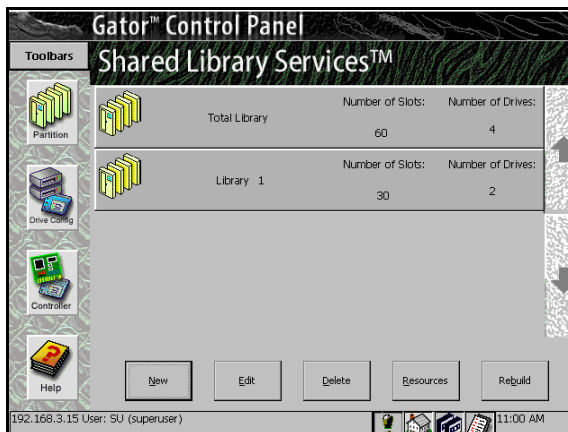 Gator™ Control Panel
Toolbars
Shared Library Services™
Partition
Drive Config
Controller
Help
Total Library
Number of Slots:
60
Number of Drives:
4
Library 1
Number of Slots:
30
Number of Drives:
2
New
Edit
Delete
Resources
Rebuild
192.168.3.15 User: SU (superuser)
11:00 AM